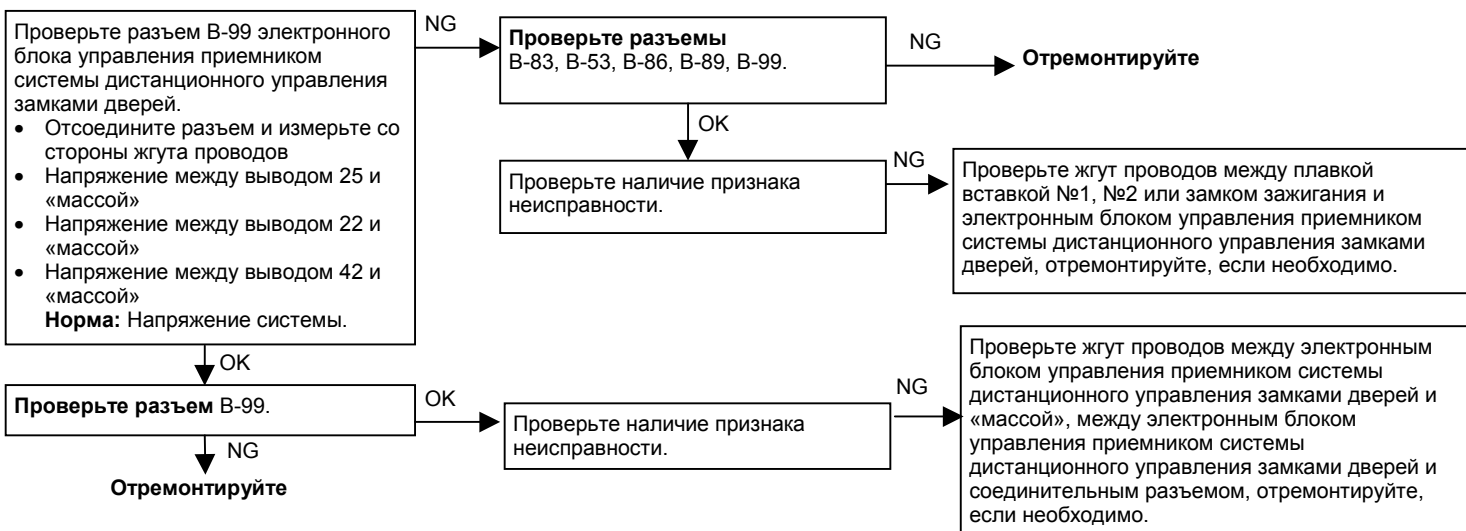 Проверьте разъем B-99 электронного
блока управления приемником
системы дистанционного управления
замками дверей.
• Отсоедините разъем и измерьте со
стороны жгута проводов
• Напряжение между выводом 25 и
«массой»
• Напряжение между выводом 22 и
«массой»
• Напряжение между выводом 42 и
«массой»
Норма: Напряжение системы.
NG
Проверьте разъемы
B-83, B-53, B-86, B-89, B-99.
NG
Отремонтируйте
OK
Проверьте наличие признака
неисправности.
NG
Проверьте жгут проводов между плавкой
вставкой №1, №2 или замком зажигания и
электронным блоком управления приемником
системы дистанционного управления замками
дверей, отремонтируйте, если необходимо.
OK
Проверьте разъем B-99.
OK
Проверьте наличие признака
неисправности.
NG
Проверьте жгут проводов между электронным
блоком управления приемником системы
дистанционного управления замками дверей и
«массой», между электронным блоком
управления приемником системы
дистанционного управления замками дверей и
соединительным разъемом, отремонтируйте,
если необходимо.
NG
Отремонтируйте